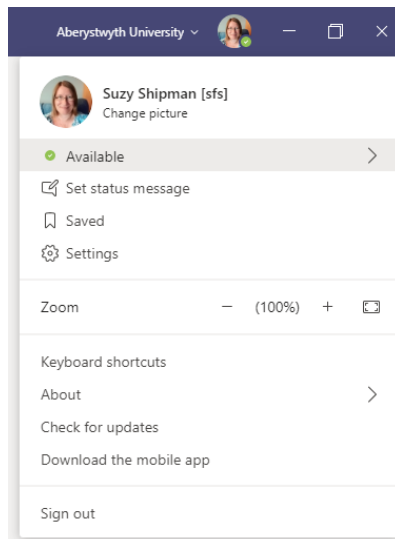 Aberystwyth University
Suzy Shipman [sfs]
Change picture
Available
Set status message
Saved
Settings
Zoom – (100%) +
Keyboard shortcuts
About
Check for updates
Download the mobile app
Sign out